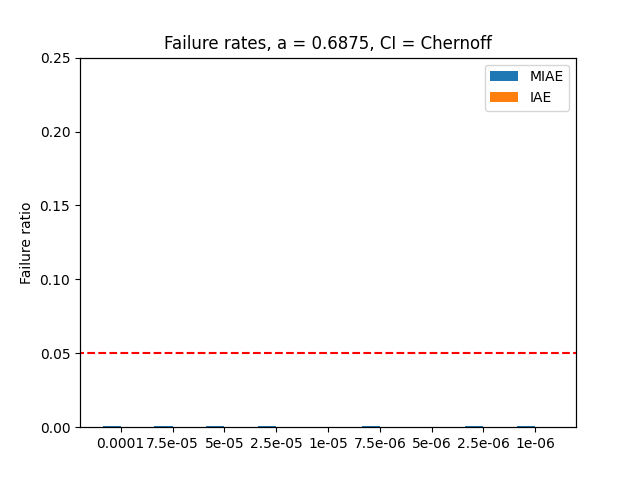 Failure rates, a = 0.6875, CI = Chernoff
MIAE
IAE
Failure ratio
0.25
0.20
0.15
0.10
0.05
0.00
0.0001 7.5e-05 5e-05 2.5e-05 1e-05 7.5e-06 5e-06 2.5e-06 1e-06